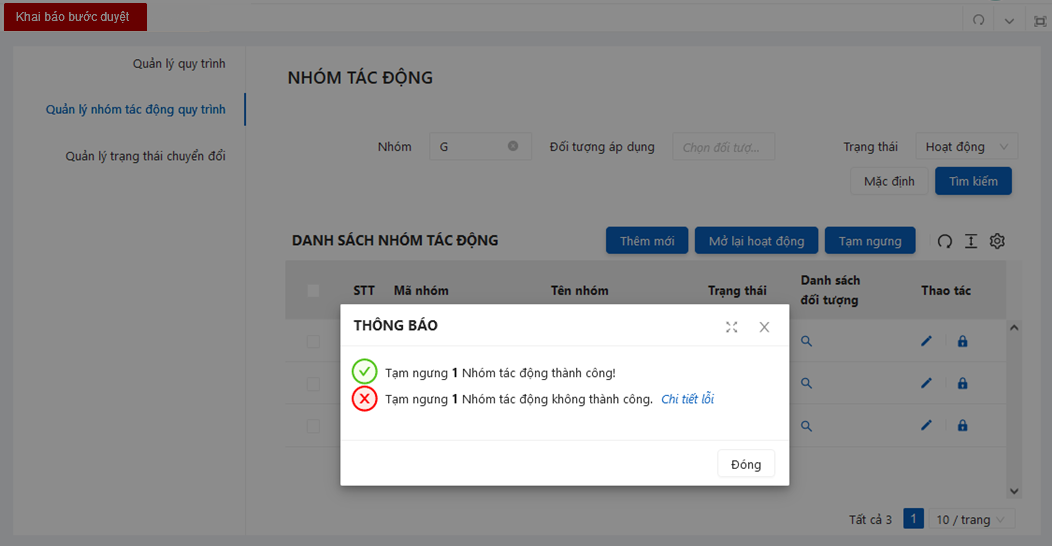 Khai báo bước duyệt
Quản lý quy trình
Quản lý nhóm tác động quy trình
Quản lý trạng thái chuyển đổi
NHÓM TÁC ĐỘNG
Nhóm G Đối tượng áp dụng Chọn đối tượ... Trạng thái Hoạt động
Mặc định Tìm kiếm
DANH SÁCH NHÓM TÁC ĐỘNG Thêm mới Mở lại hoạt động Tạm ngưng
STT Mã nhóm Tên nhóm Trạng thái Danh sách đối tượng Thao tác
THÔNG BÁO
Tạm ngưng 1 Nhóm tác động thành công!
Tạm ngưng 1 Nhóm tác động không thành công. Chi tiết lỗi
Đóng
Tất cả 3 1 10 / trang